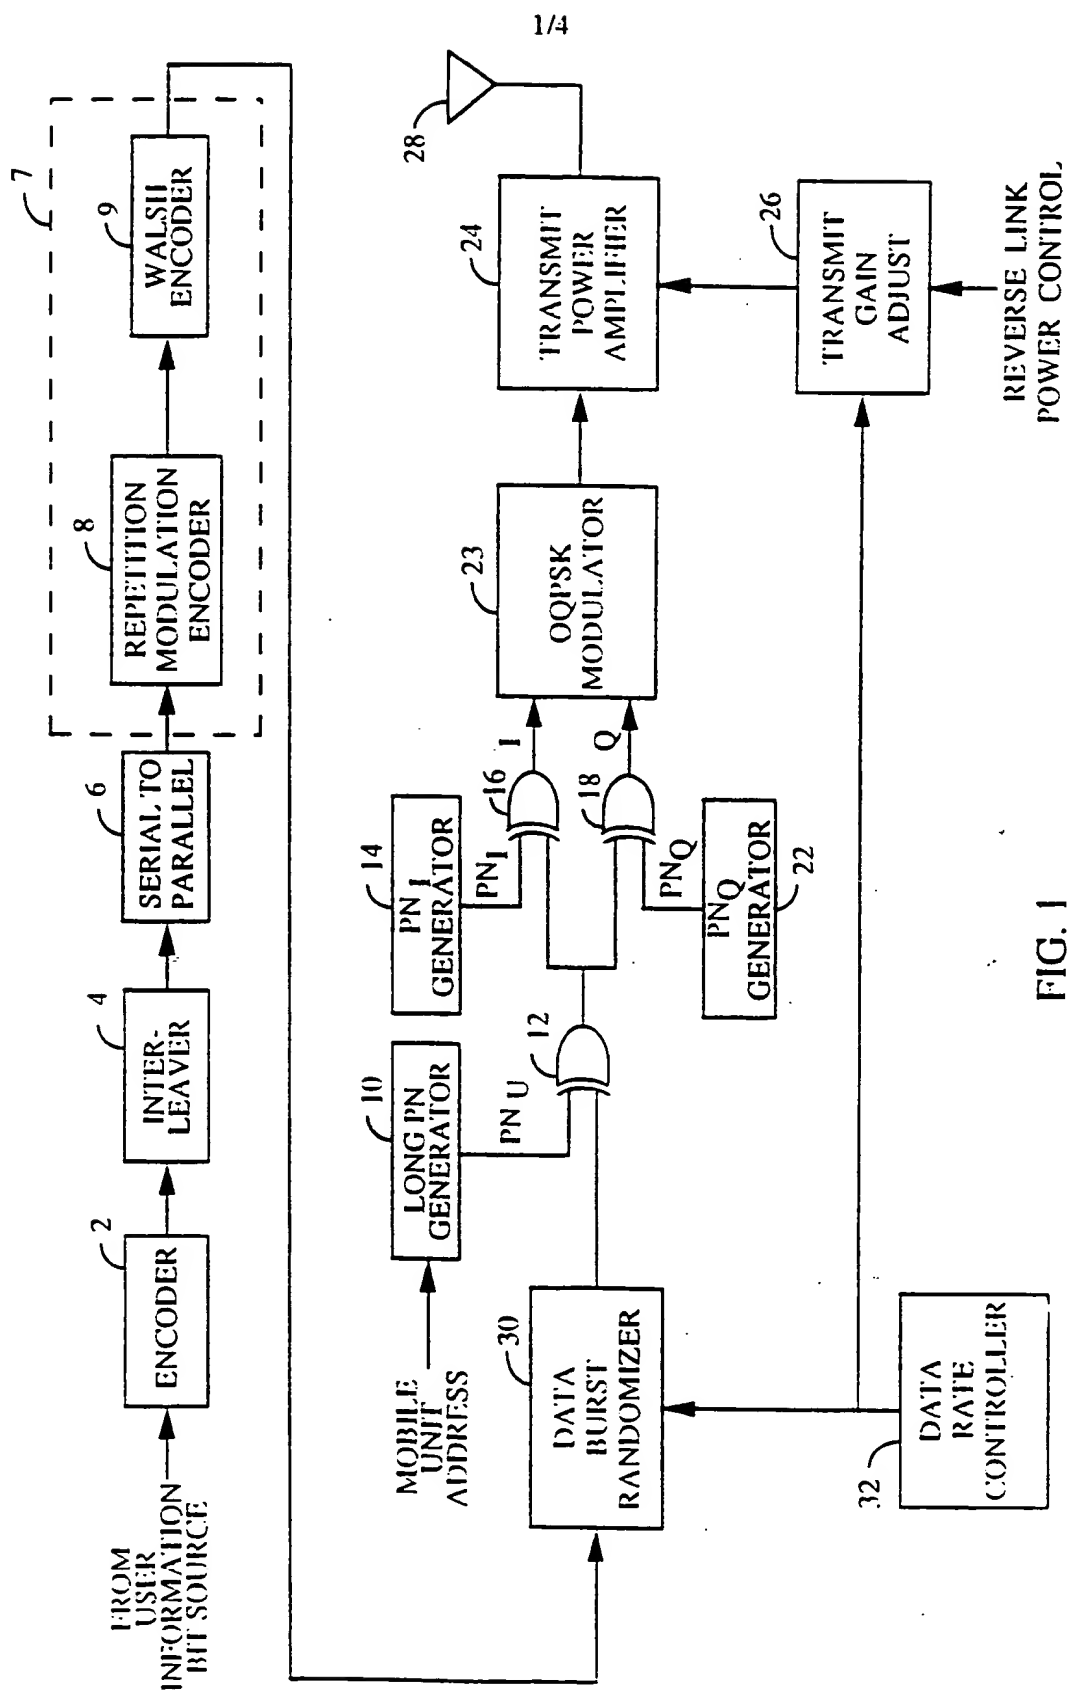 1/4
7
FROM
USER
INFORMATION
BIT SOURCE
2
ENCODER
4
INTER-
LEAVER
6
SERIAL TO
PARALLEL
8
REPETITION
MODULATION
ENCODER
9
WALSH
ENCODER
MOBILE
UNIT
ADDRESS
10
LONG PN
GENERATOR
PN U
12
14
PN I
GENERATOR
PN I
16
I
18
Q
PN Q
PN Q
GENERATOR
22
23
OQPSK
MODULATOR
24
TRANSMIT
POWER
AMPLIFIER
28
30
DATA
BURST
RANDOMIZER
26
TRANSMIT
GAIN
ADJUST
REVERSE LINK
POWER CONTROL
32
DATA
RATE
CONTROLLER
FIG. 1